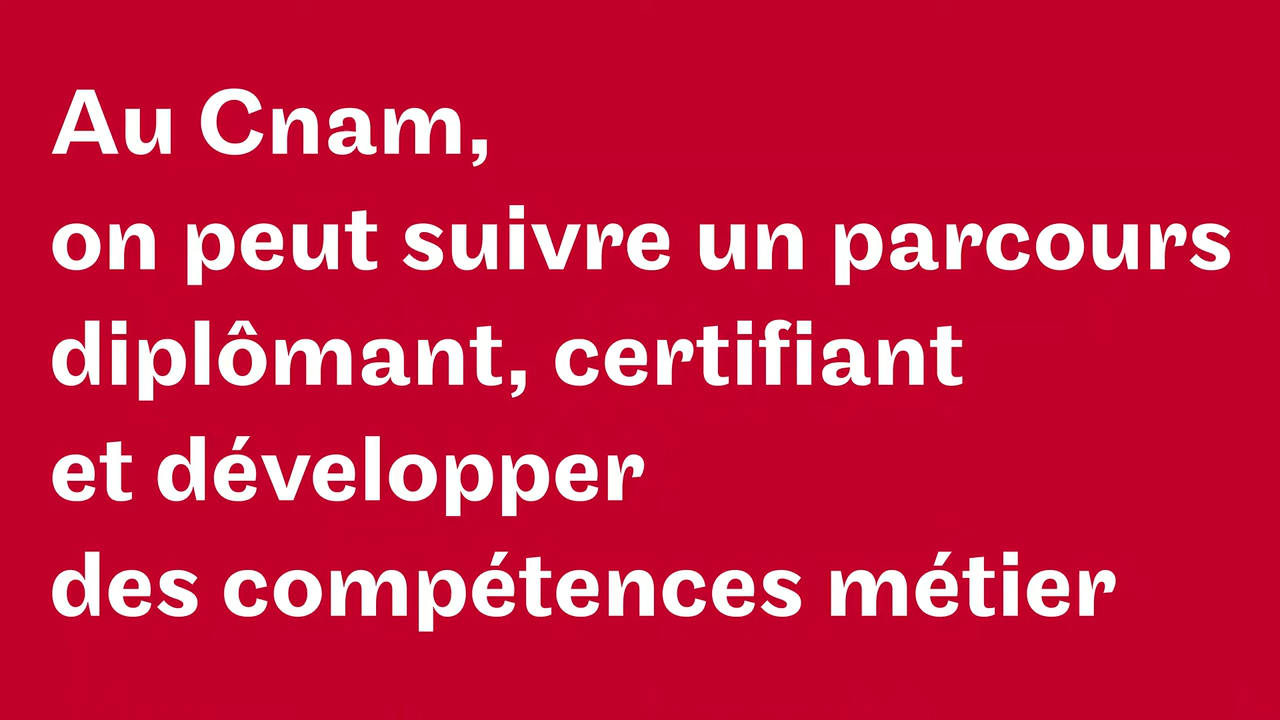 Au Cnam,
on peut suivre un parcours
diplômant, certifiant
et développer
des compétences métier